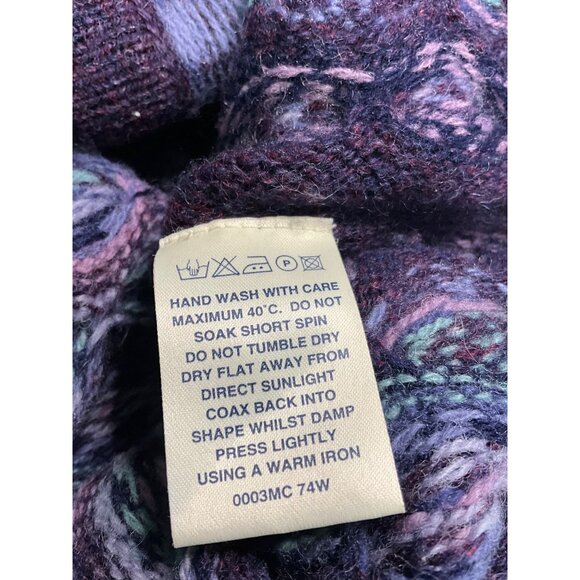 P
HAND WASH WITH CARE
MAXIMUM 40°C. DO NOT
SOAK SHORT SPIN
DO NOT TUMBLE DRY
DRY FLAT AWAY FROM
DIRECT SUNLIGHT
COAX BACK INTO
SHAPE WHILST DAMP
PRESS LIGHTLY
USING A WARM IRON
0003MC 74W